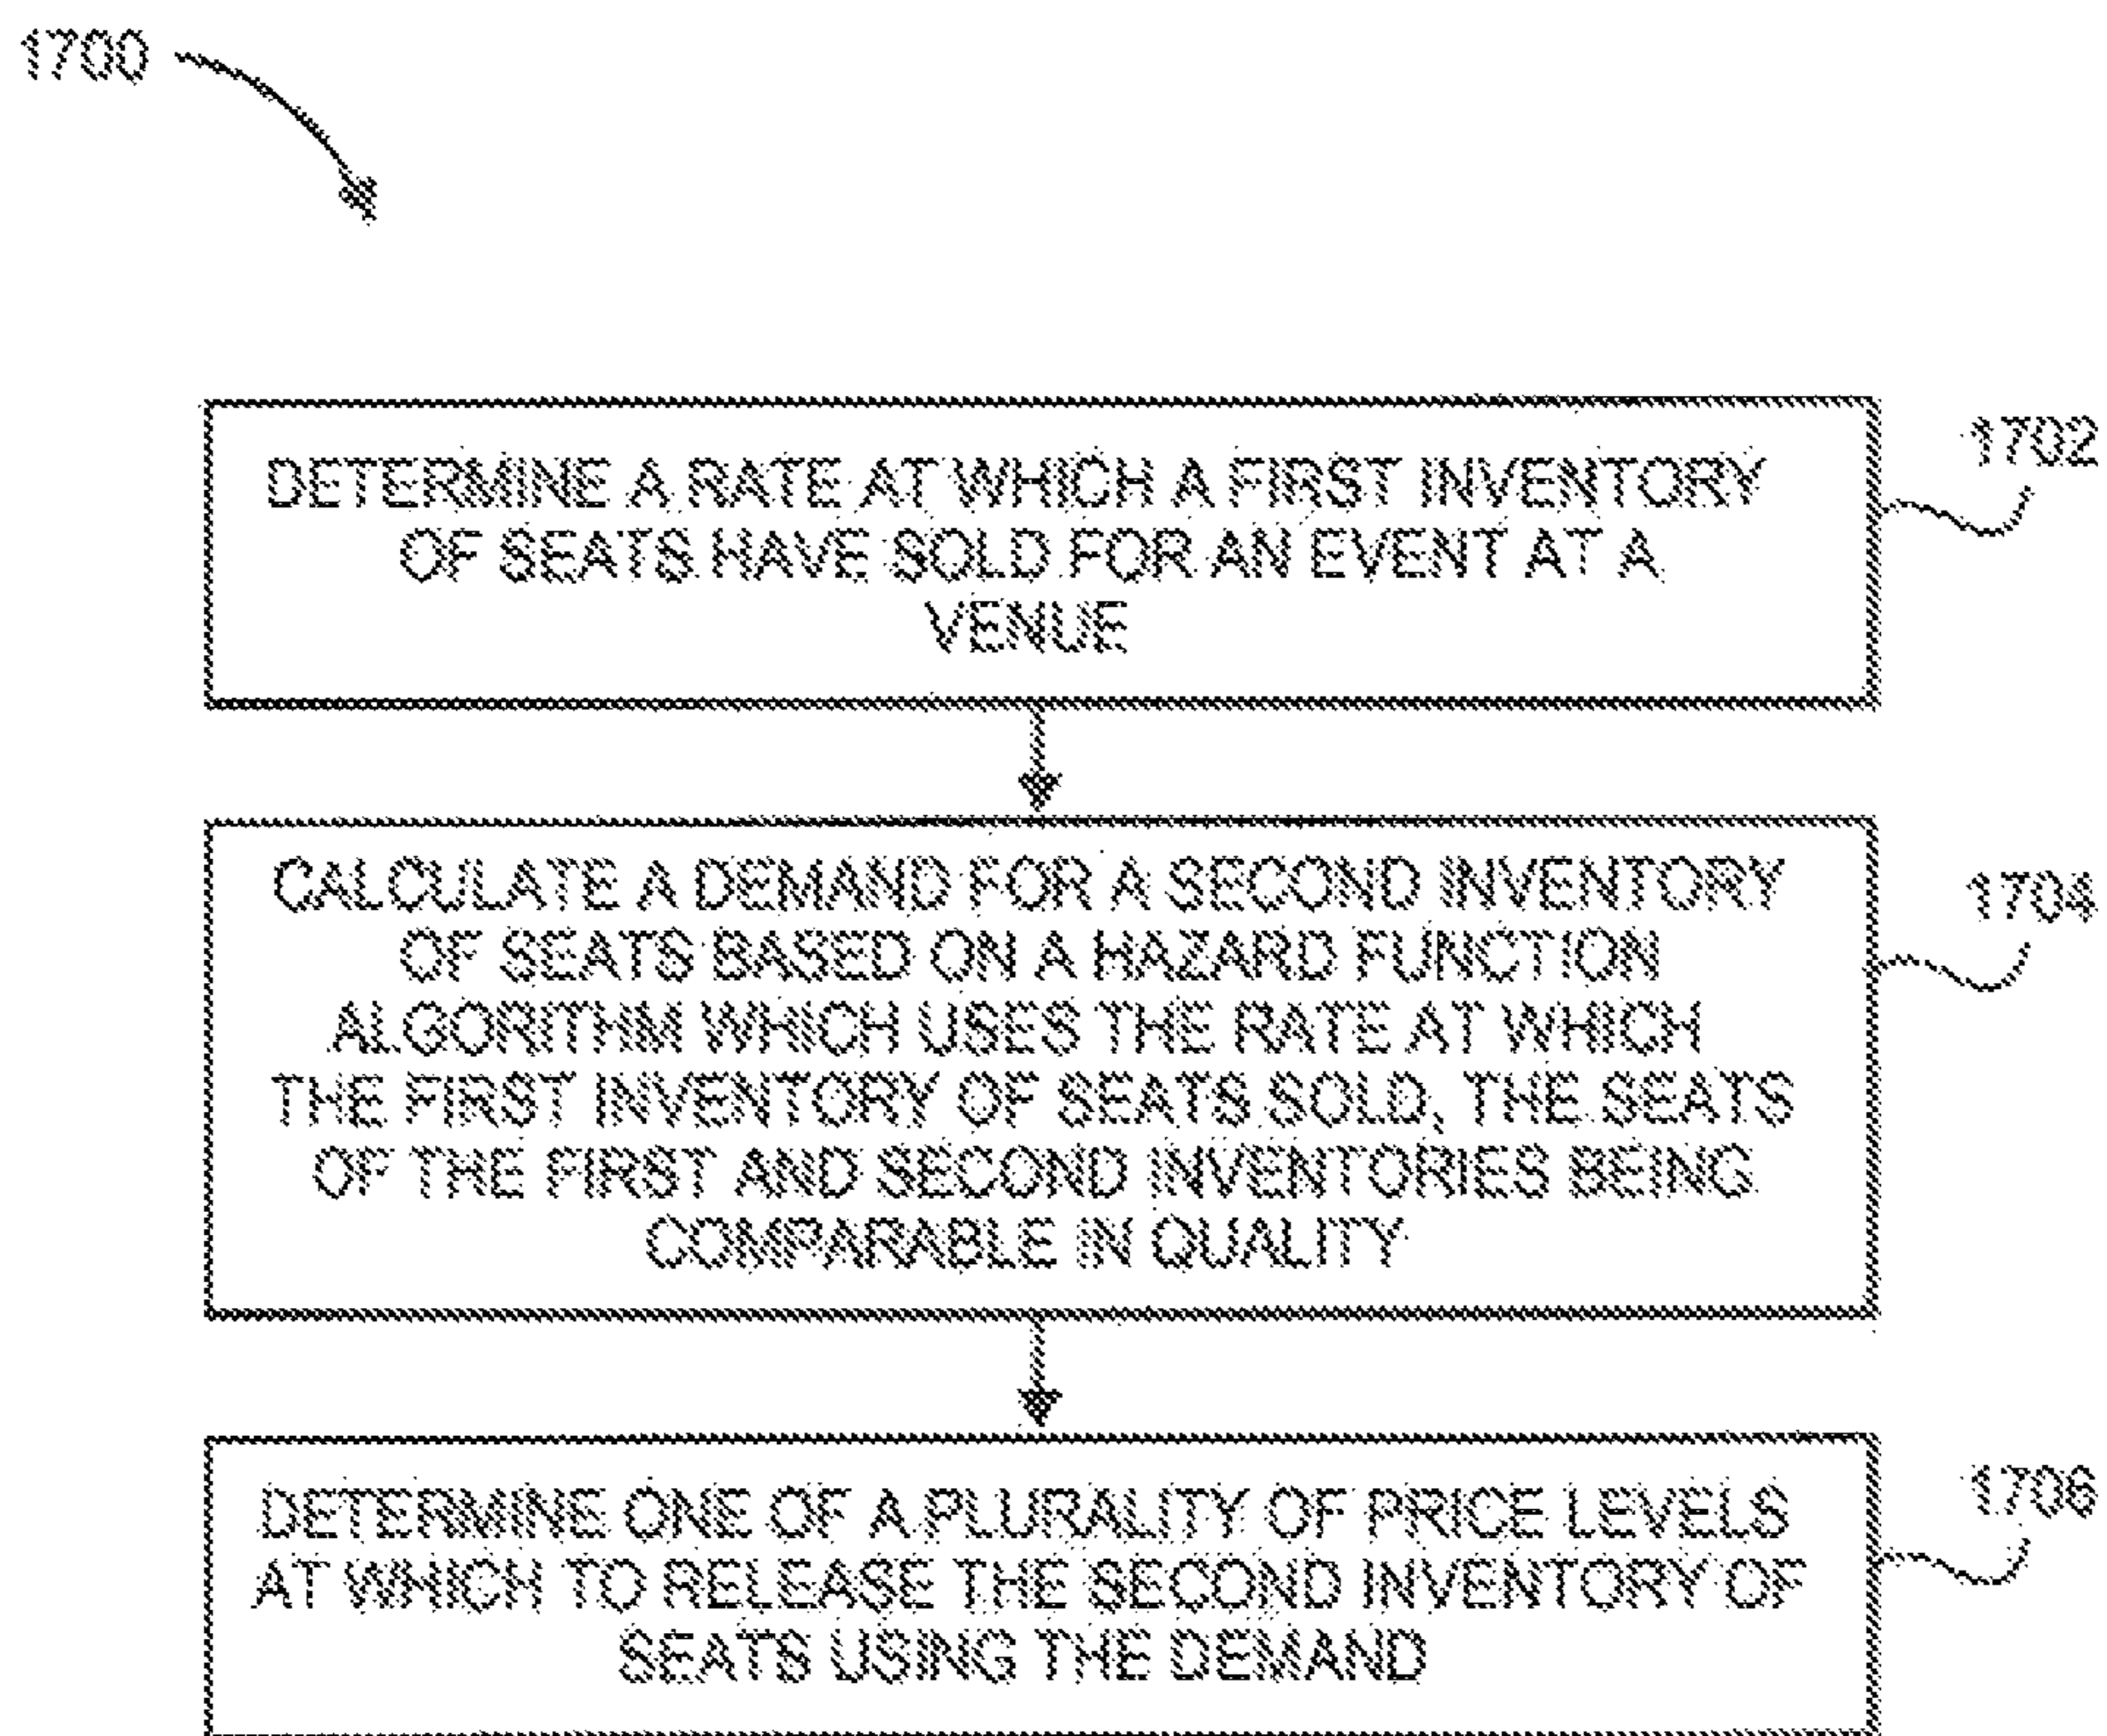 1700
DETERMINE A RATE AT WHICH A FIRST INVENTORY
OF SEATS HAVE SOLD FOR AN EVENT AT A
VENUE
1702
CALCULATE A DEMAND FOR A SECOND INVENTORY
OF SEATS BASED ON A HAZARD FUNCTION
ALGORITHM WHICH USES THE RATE AT WHICH
THE FIRST INVENTORY OF SEATS SOLD, THE SEATS
OF THE FIRST AND SECOND INVENTORIES BEING
COMPARABLE IN QUALITY
1704
DETERMINE ONE OF A PLURALITY OF PRICE LEVELS
AT WHICH TO RELEASE THE SECOND INVENTORY OF
SEATS USING THE DEMAND
1706